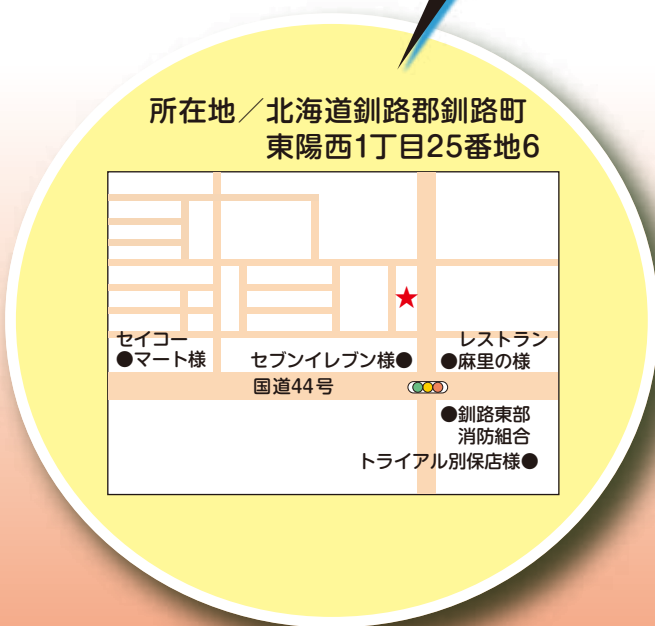 所在地／北海道釧路郡釧路町
東陽西1丁目25番地6
セイコー
●マート様
セブンイレブン様●
レストラン
●麻里の様
国道44号
●釧路東部
消防組合
トライアル別保店様●